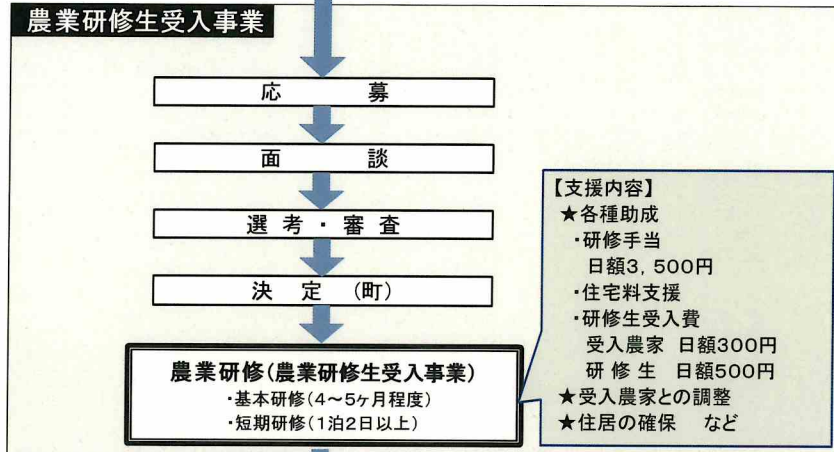 農業研修生受入事業
応　　募
面　　談
選考・審査
決　定　(町)
農業研修(農業研修生受入事業)
・基本研修(4～5ヶ月程度)
・短期研修(1泊2日以上)
【支援内容】
★各種助成
・研修手当
日額3,500円
・住宅料支援
・研修生受入費
受入農家　日額300円
研 修 生　日額500円
★受入農家との調整
★住居の確保　など